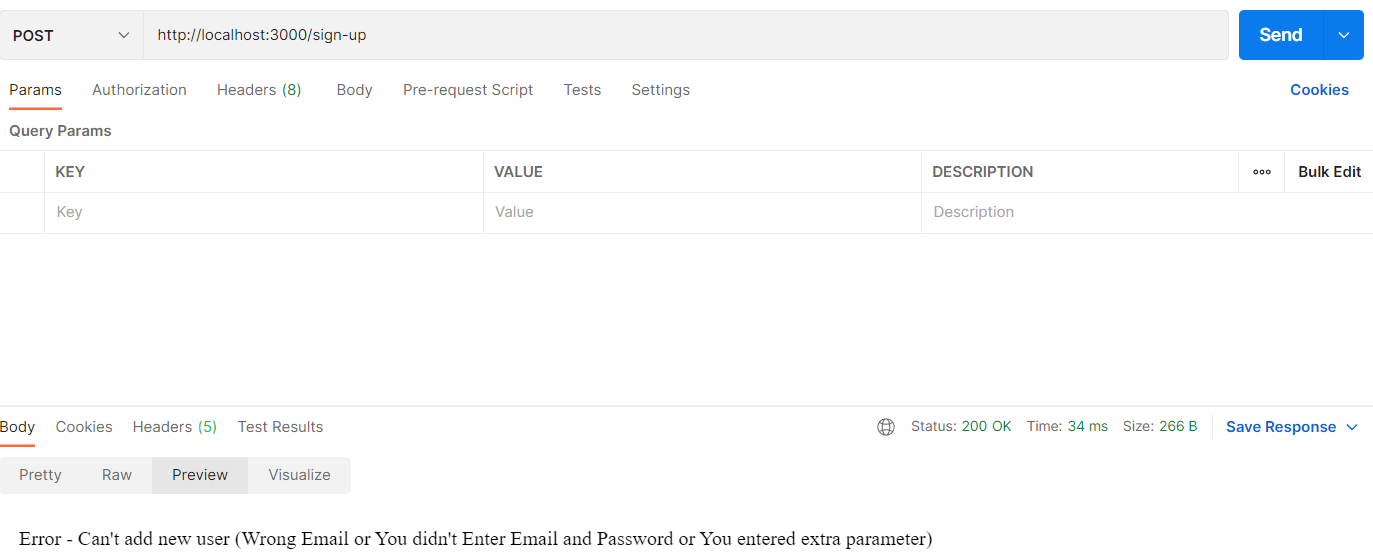 POST http://localhost:3000/sign-up Send
Params Authorization Headers (8) Body Pre-request Script Tests Settings Cookies
Query Params
KEY VALUE DESCRIPTION ooo Bulk Edit
Key Value Description
Body Cookies Headers (5) Test Results Status: 200 OK Time: 34 ms Size: 266 B Save Response
Pretty Raw Preview Visualize
Error - Can't add new user (Wrong Email or You didn't Enter Email and Password or You entered extra parameter)